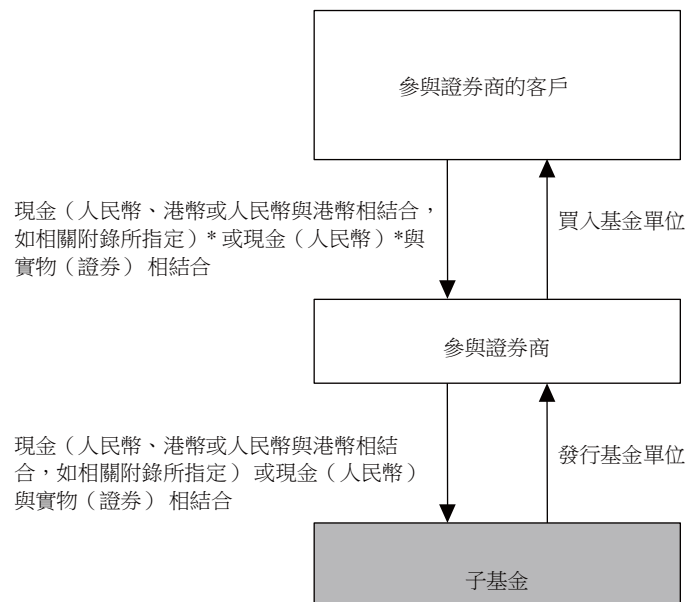 參與證券商的客戶
現金（人民幣、港幣或人民幣與港幣相結合，
如相關附錄所指定）* 或現金（人民幣）*與
實物（證券） 相結合
買入基金單位
參與證券商
現金（人民幣、港幣或人民幣與港幣相結
合，如相關附錄所指定） 或現金（人民幣）
與實物（證券） 相結合
發行基金單位
子基金